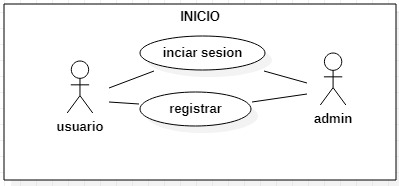 INICIO
inciar sesion
registrar
usuario
admin